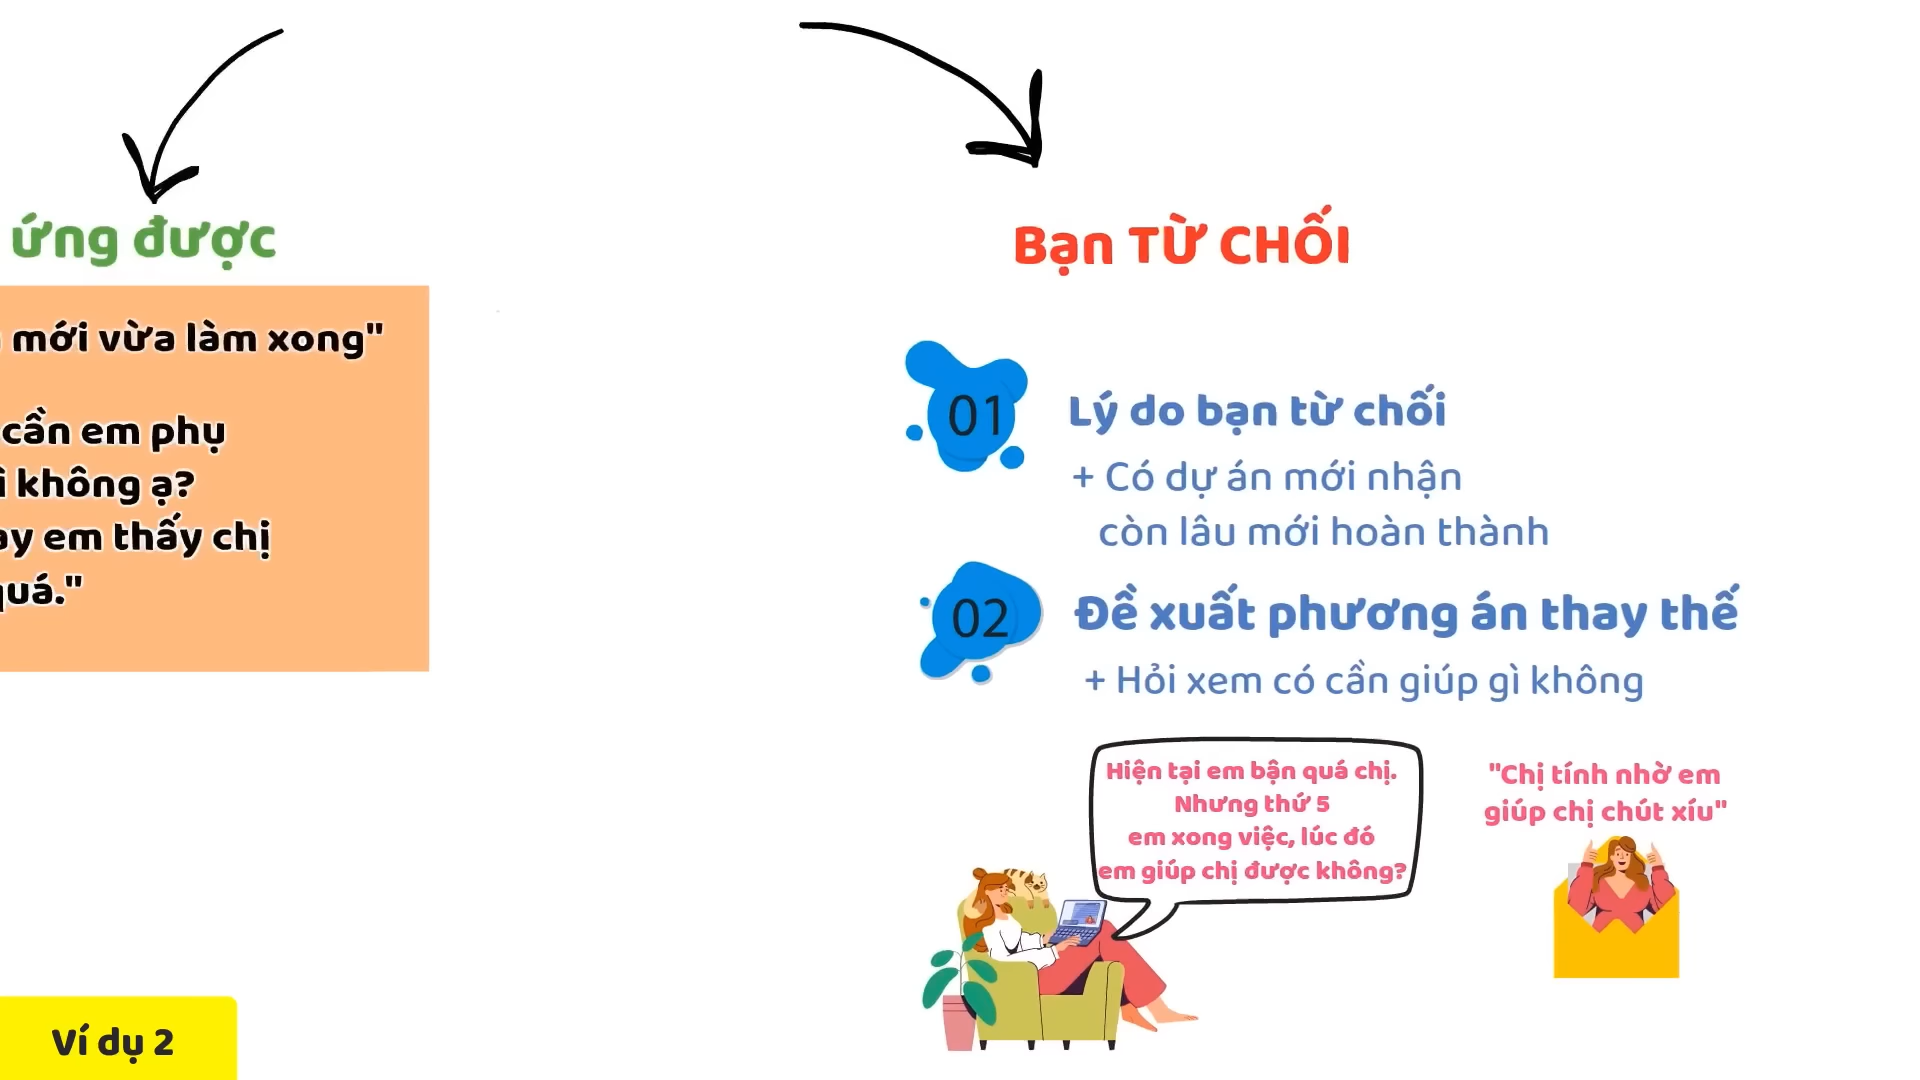 ứng được
mới vừa làm xong"
cần em phụ
không ạ?
em thấy chị
quá."
Ví dụ 2
Bạn TỪ CHỐI
01
Lý do bạn từ chối
+ Có dự án mới nhận
còn lâu mới hoàn thành
02
Đề xuất phương án thay thế
+ Hỏi xem có cần giúp gì không
Hiện tại em bận quá chị.
Nhưng thứ 5
em xong việc, lúc đó
em giúp chị được không?
"Chị tính nhờ em
giúp chị chút xíu"